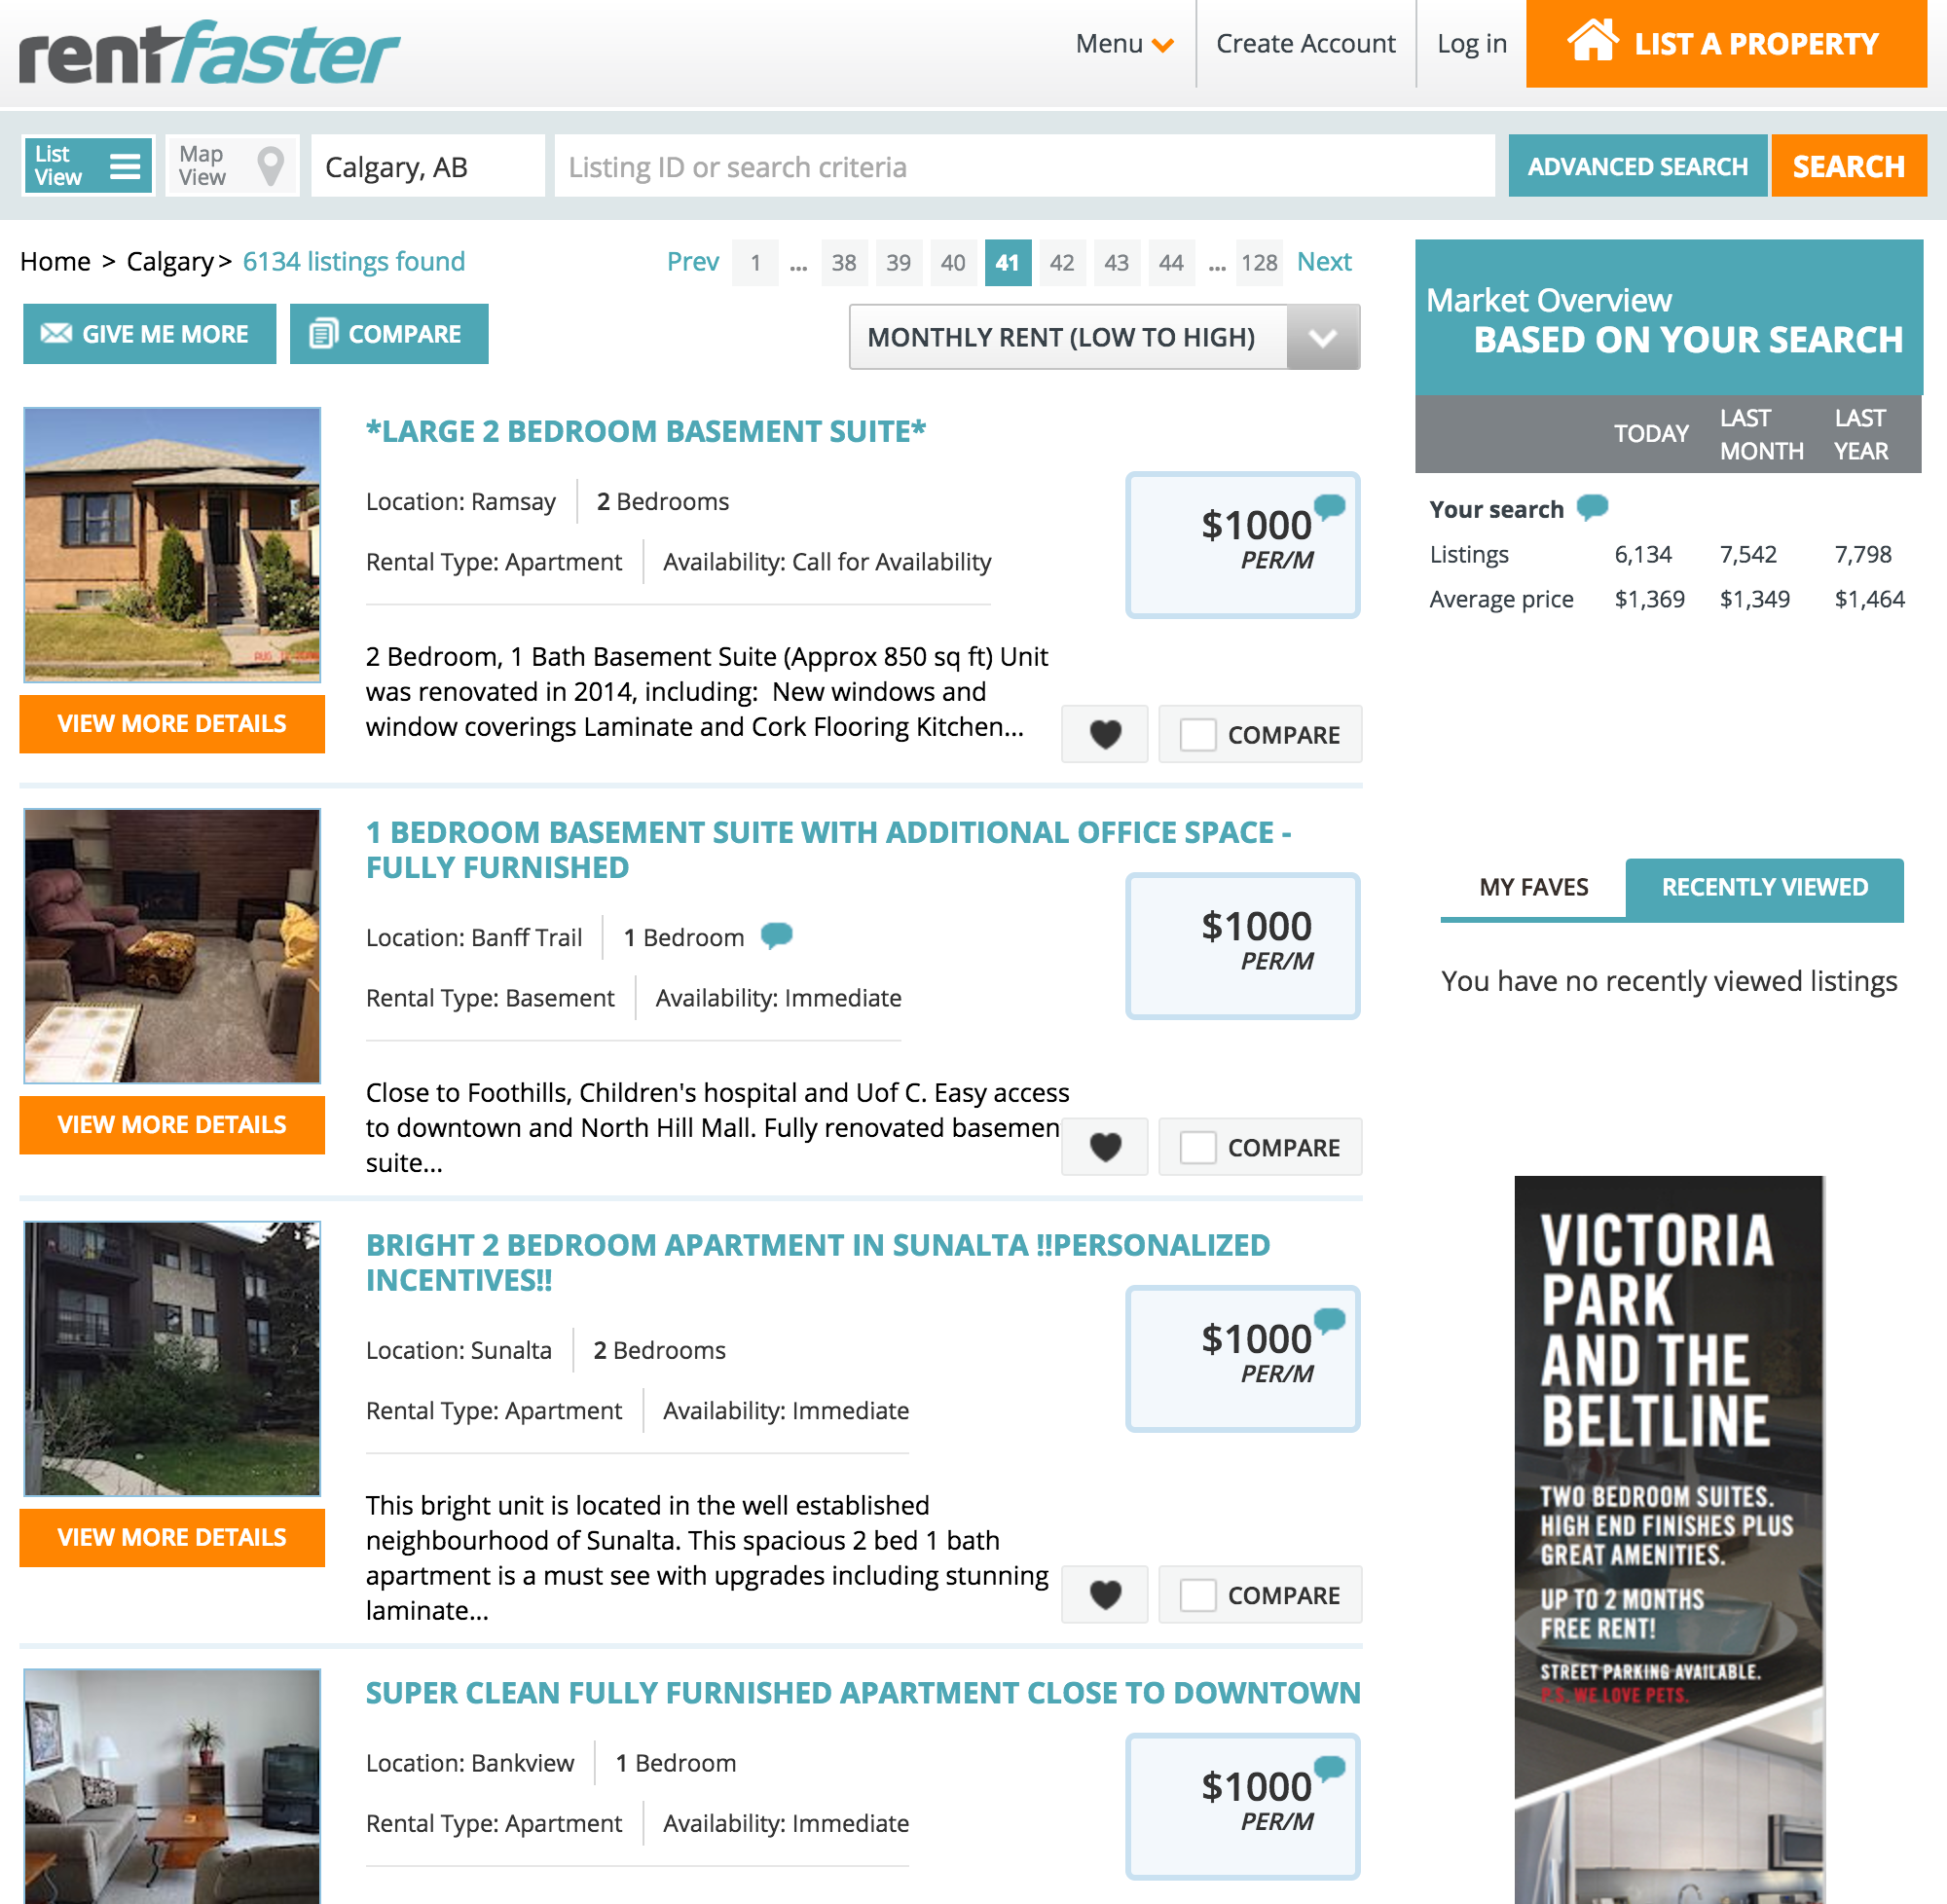 rentfaster
Menu
Create Account
Log in
LIST A PROPERTY
List
View
Map
View
Calgary, AB
Listing ID or search criteria
ADVANCED SEARCH
SEARCH
Home > Calgary > 6134 listings found
Prev 1 ... 38 39 40 41 42 43 44 ... 128 Next
GIVE ME MORE
COMPARE
MONTHLY RENT (LOW TO HIGH)
*LARGE 2 BEDROOM BASEMENT SUITE*
Location: Ramsay 2 Bedrooms
Rental Type: Apartment Availability: Call for Availability
$1000
PER/M
2 Bedroom, 1 Bath Basement Suite (Approx 850 sq ft) Unit
was renovated in 2014, including: New windows and
window coverings Laminate and Cork Flooring Kitchen...
VIEW MORE DETAILS
COMPARE
1 BEDROOM BASEMENT SUITE WITH ADDITIONAL OFFICE SPACE -
FULLY FURNISHED
Location: Banff Trail 1 Bedroom
Rental Type: Basement Availability: Immediate
$1000
PER/M
Close to Foothills, Children's hospital and Uof C. Easy access
to downtown and North Hill Mall. Fully renovated basemen
suite...
VIEW MORE DETAILS
COMPARE
BRIGHT 2 BEDROOM APARTMENT IN SUNALTA !!PERSONALIZED
INCENTIVES!!
Location: Sunalta 2 Bedrooms
Rental Type: Apartment Availability: Immediate
$1000
PER/M
This bright unit is located in the well established
neighbourhood of Sunalta. This spacious 2 bed 1 bath
apartment is a must see with upgrades including stunning
laminate...
VIEW MORE DETAILS
COMPARE
SUPER CLEAN FULLY FURNISHED APARTMENT CLOSE TO DOWNTOWN
Location: Bankview 1 Bedroom
Rental Type: Apartment Availability: Immediate
$1000
PER/M
Market Overview
BASED ON YOUR SEARCH
TODAY
LAST
MONTH
LAST
YEAR
Your search
Listings 6,134 7,542 7,798
Average price $1,369 $1,349 $1,464
MY FAVES
RECENTLY VIEWED
You have no recently viewed listings
VICTORIA
PARK
AND THE
BELTLINE
TWO BEDROOM SUITES.
HIGH END FINISHES PLUS
GREAT AMENITIES.
UP TO 2 MONTHS
FREE RENT!
STREET PARKING AVAILABLE.
P.S. WE LOVE PETS.